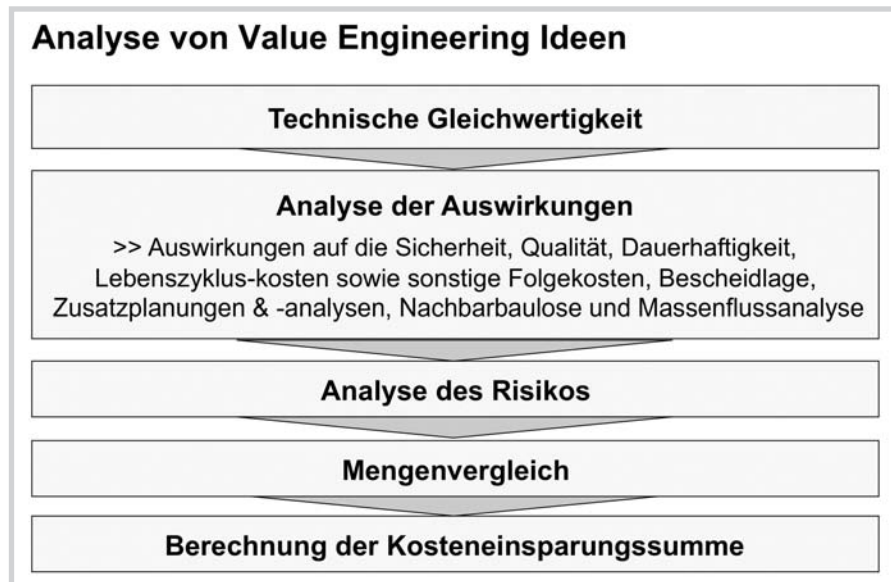 Analyse von Value Engineering Ideen
Technische Gleichwertigkeit
Analyse der Auswirkungen
>> Auswirkungen auf die Sicherheit, Qualität, Dauerhaftigkeit,
Lebenszyklus-kosten sowie sonstige Folgekosten, Bescheidlage,
Zusatzplanungen & -analysen, Nachbarbaulose und Massenflussanalyse
Analyse des Risikos
Mengenvergleich
Berechnung der Kosteneinsparungssumme